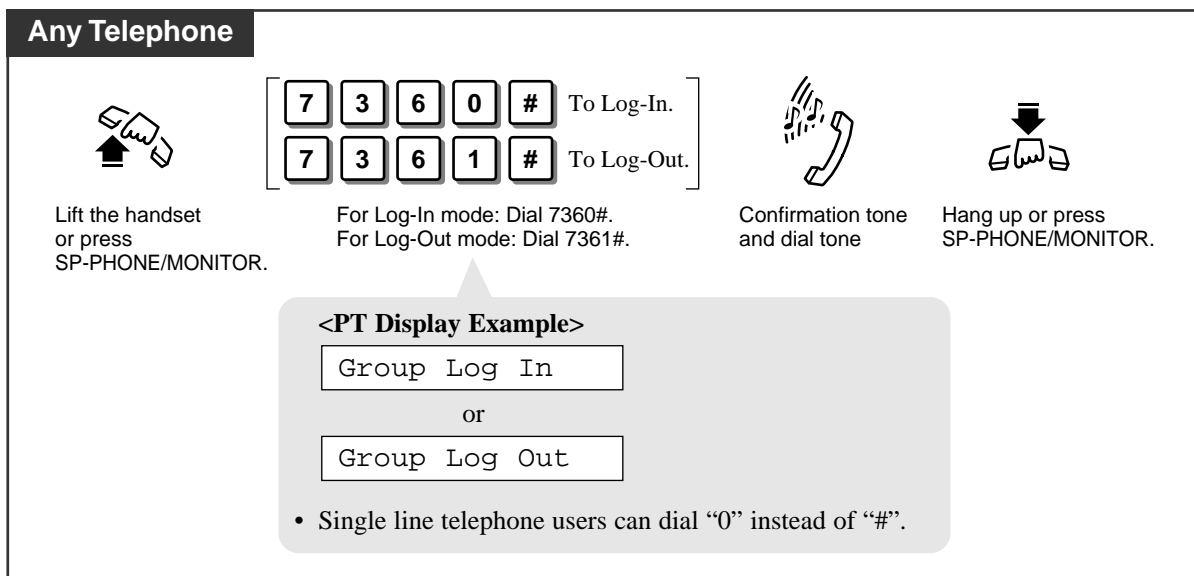 Any Telephone
7 3 6 0 # To Log-In.
7 3 6 1 # To Log-Out.
Lift the handset
or press
SP-PHONE/MONITOR.
For Log-In mode: Dial 7360#.
For Log-Out mode: Dial 7361#.
Confirmation tone
and dial tone
Hang up or press
SP-PHONE/MONITOR.
<PT Display Example>
Group Log In
or
Group Log Out
• Single line telephone users can dial “0” instead of “#”.